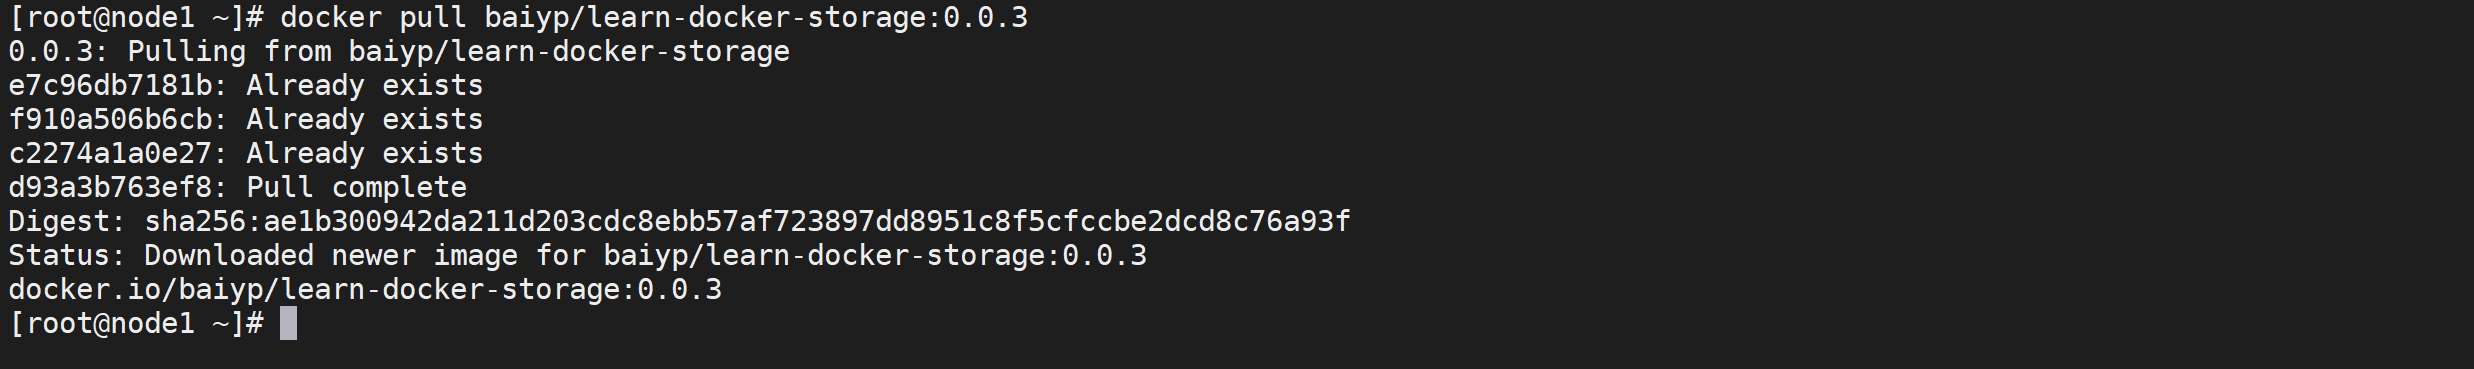 [root@node1 ~]# docker pull baiyp/learn-docker-storage:0.0.3
0.0.3: Pulling from baiyp/learn-docker-storage
e7c96db7181b: Already exists
f910a506b6cb: Already exists
c2274a1a0e27: Already exists
d93a3b763ef8: Pull complete
Digest: sha256:ae1b300942da211d203cdc8ebb57af723897dd8951c8f5cfccbe2dcd8c76a93f
Status: Downloaded newer image for baiyp/learn-docker-storage:0.0.3
docker.io/baiyp/learn-docker-storage:0.0.3
[root@node1 ~]#